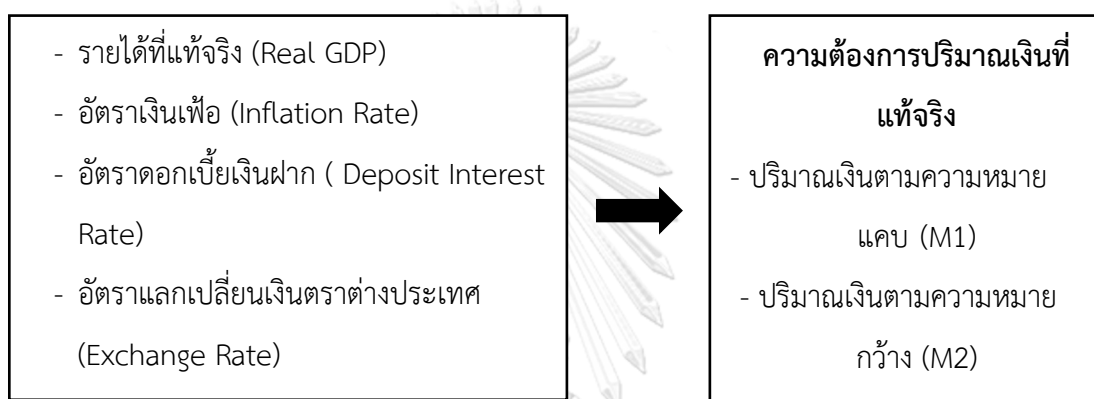 - รายได้ที่แท้จริง (Real GDP)
- อัตราเงินเฟ้อ (Inflation Rate)
- อัตราดอกเบี้ยเงินฝาก ( Deposit Interest
Rate)
- อัตราแลกเปลี่ยนเงินตราต่างประเทศ
(Exchange Rate)
ความต้องการปริมาณเงินที่
แท้จริง
- ปริมาณเงินตามความหมาย
แคบ (M1)
- ปริมาณเงินตามความหมาย
กว้าง (M2)